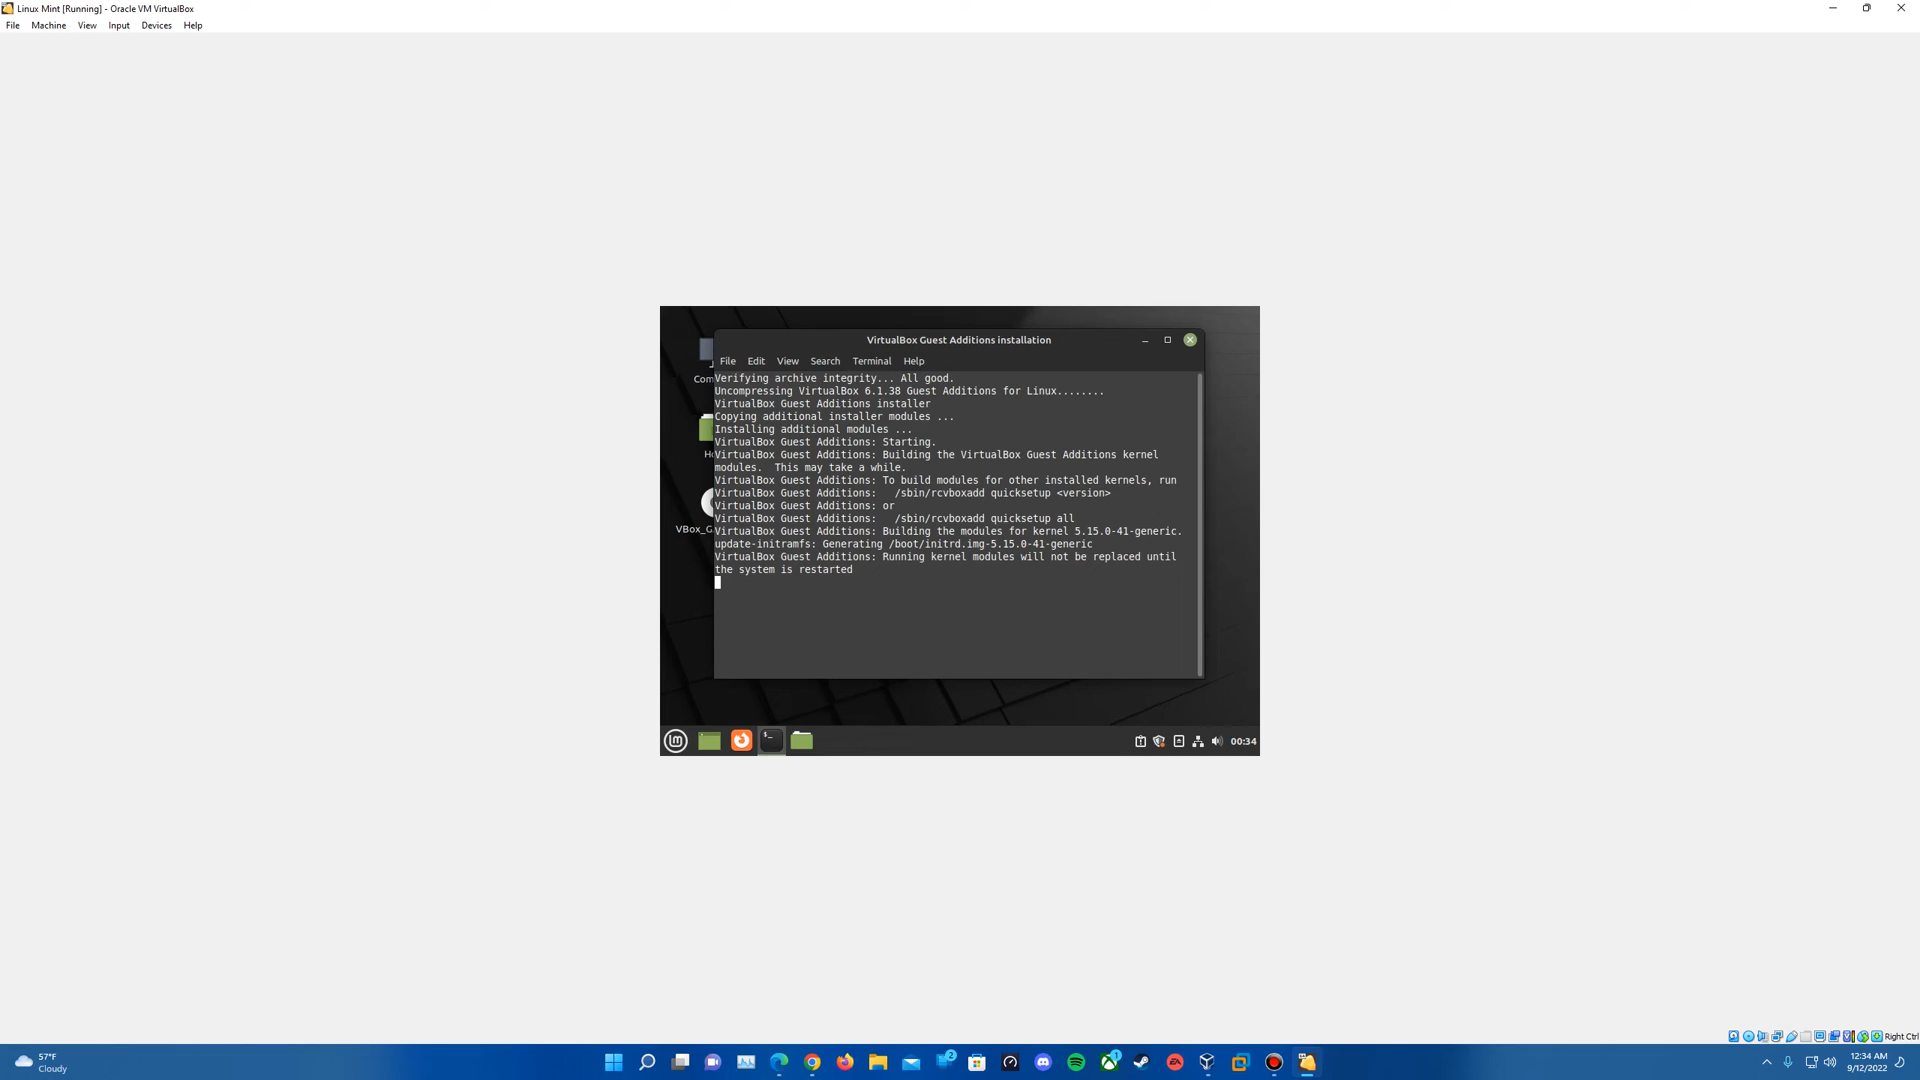 Linux Mint [Running] - Oracle VM VirtualBox
File Machine View Input Devices Help
VirtualBox Guest Additions installation
File Edit View Search Terminal Help
Verifying archive integrity... All good.
Uncompressing VirtualBox 6.1.38 Guest Additions for Linux........
VirtualBox Guest Additions installer
Copying additional installer modules ...
Installing additional modules ...
VirtualBox Guest Additions: Starting.
VirtualBox Guest Additions: Building the VirtualBox Guest Additions kernel
modules.  This may take a while.
VirtualBox Guest Additions: To build modules for other installed kernels, run
VirtualBox Guest Additions:   /sbin/rcvboxadd quicksetup <version>
VirtualBox Guest Additions: or
VirtualBox Guest Additions:   /sbin/rcvboxadd quicksetup all
VirtualBox Guest Additions: Building the modules for kernel 5.15.0-41-generic.
update-initramfs: Generating /boot/initrd.img-5.15.0-41-generic
VirtualBox Guest Additions: Running kernel modules will not be replaced until
the system is restarted
Com
Ho
VBox_G
00:34
Right Ctrl
57°F
Cloudy
2
1
12:34 AM
9/12/2022